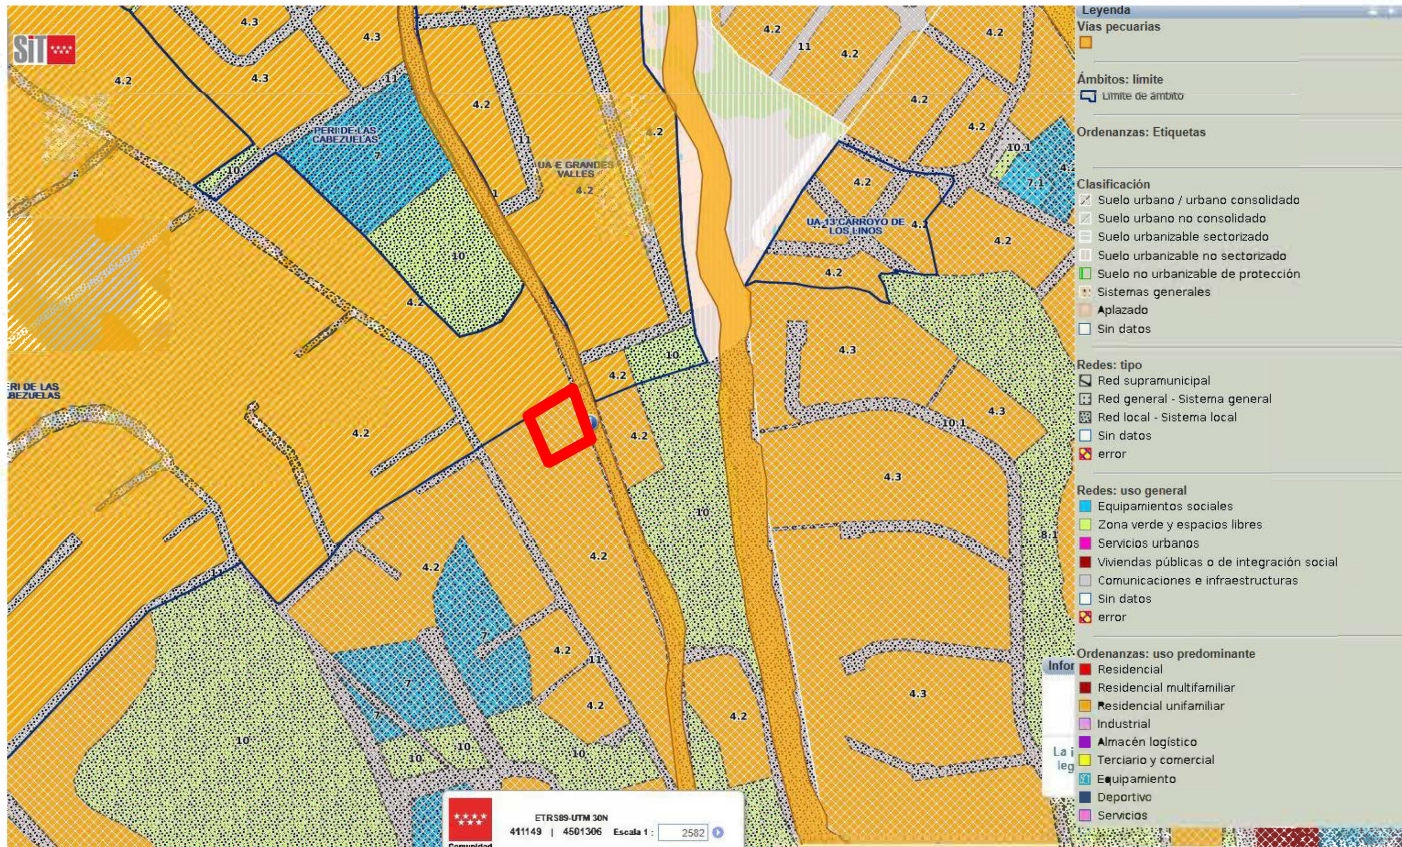 SiT
4.3
4.3
4.2
4.2
11
4.2
4.2
4.2
4.3
11
4.2
4.2
4.2
PERI DE LAS
CABEZUELAS
7
11
4.2
10.1
10
UA-E GRANDES
VALLES
4.2
4.2
7.1
UA-13 CARROYO DE
LOS LINOS
4.2
4.2
10
4.2
4.2
4.3
10
4.2
4.3
10.1
4.2
4.2
4.3
10
8.1
4.2
4.2
11
7
4.2
11
7
7
4.2
4.2
4.3
10
10
10
10
Leyenda
Vías pecuarias
Ámbitos: límite
Límite de ámbito
Ordenanzas: Etiquetas
Clasificación
Suelo urbano / urbano consolidado
Suelo urbano no consolidado
Suelo urbanizable sectorizado
Suelo urbanizable no sectorizado
Suelo no urbanizable de protección
Sistemas generales
Aplazado
Sin datos
Redes: tipo
Red supramunicipal
Red general - Sistema general
Red local - Sistema local
Sin datos
error
Redes: uso general
Equipamientos sociales
Zona verde y espacios libres
Servicios urbanos
Viviendas públicas o de integración social
Comunicaciones e infraestructuras
Sin datos
error
Ordenanzas: uso predominante
Residencial
Residencial multifamiliar
Residencial unifamiliar
Industrial
Almacén logístico
Terciario y comercial
Equipamiento
Deportivo
Servicios
Infor
La i
leg
ETRS89-UTM 30N
411149 | 4501306 Escala 1 : 2582
Comunidad